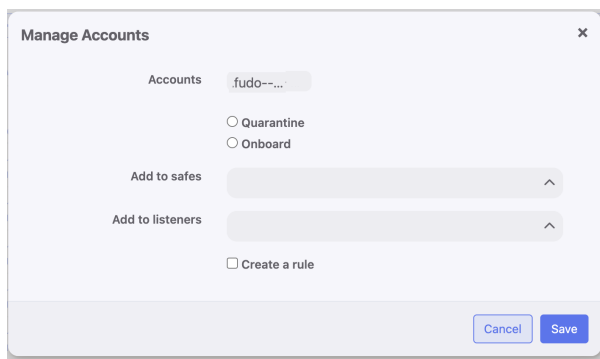 Manage Accounts
Accounts
.fudo--...
Quarantine
Onboard
Add to safes
Add to listeners
Create a rule
Cancel
Save